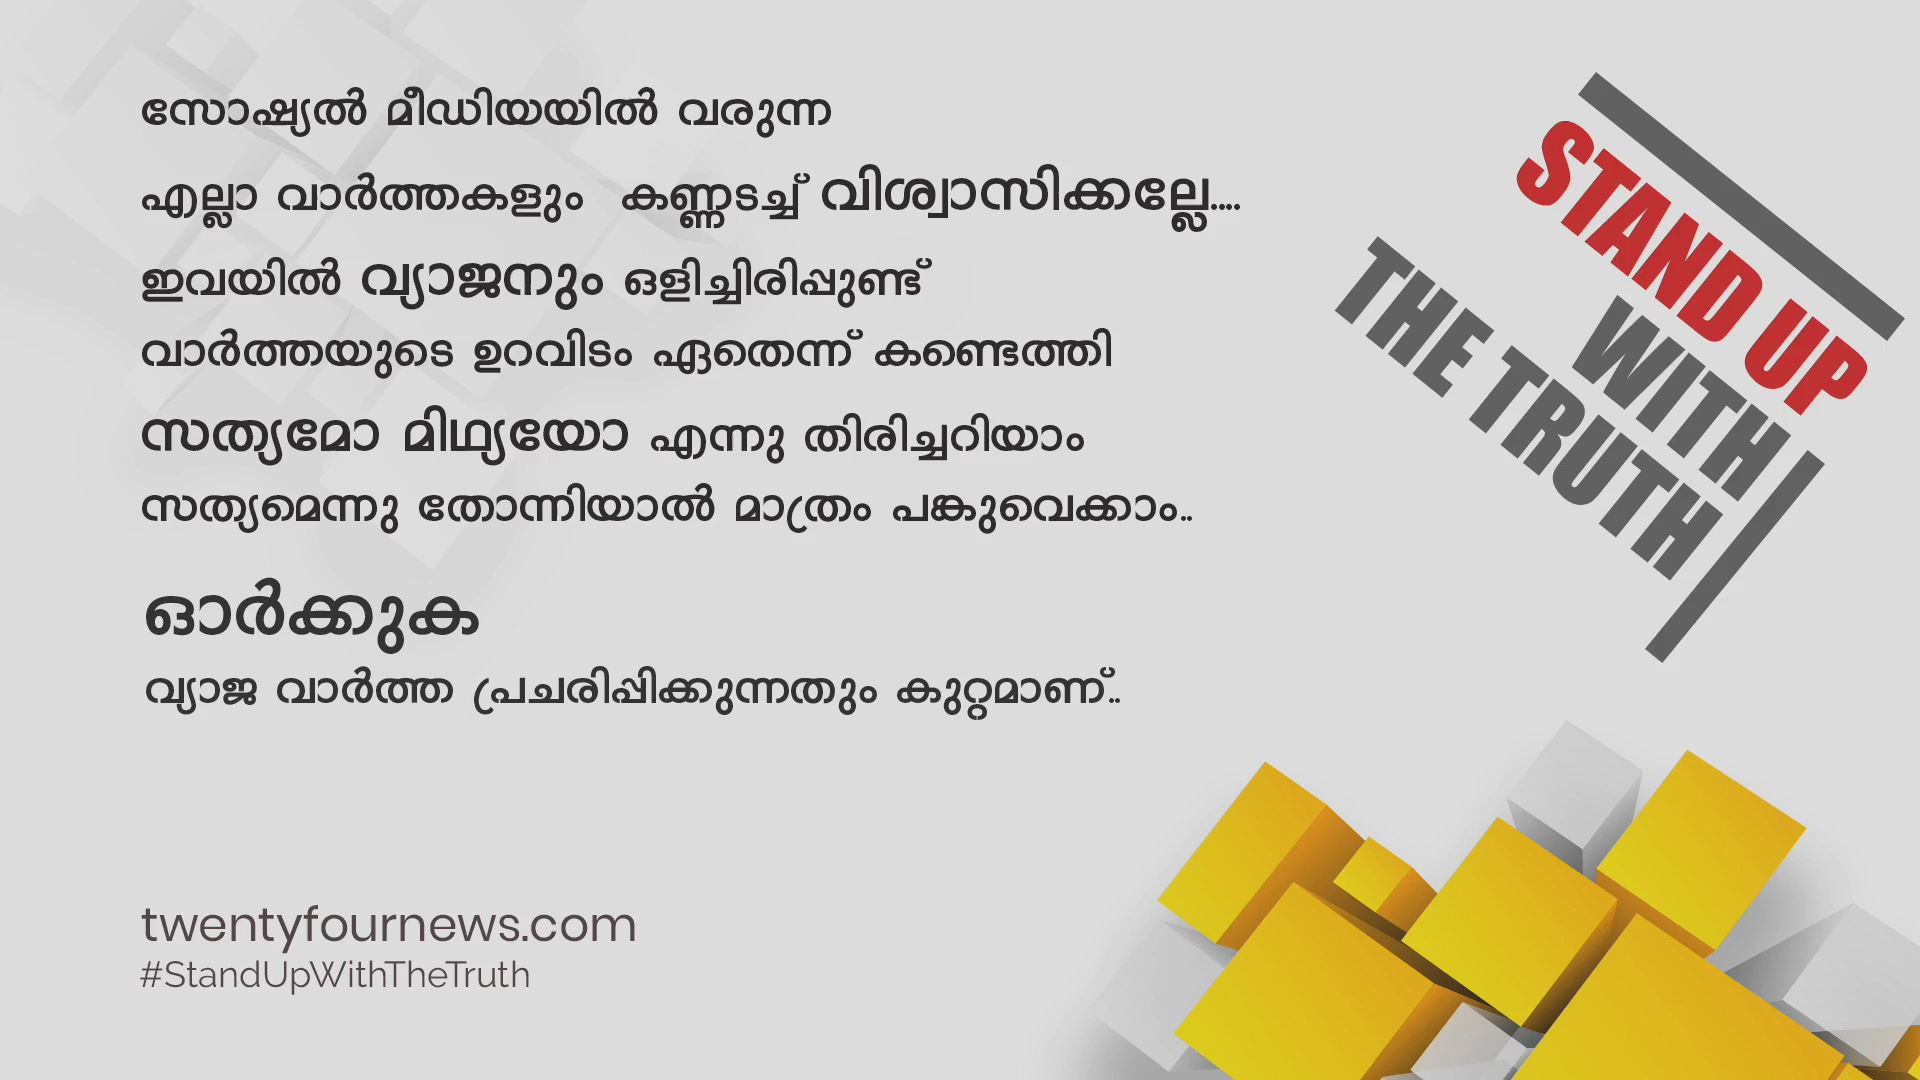 സോഷ്യൽ മീഡിയയിൽ വരുന്ന
എല്ലാ വാർത്തകളും കണ്ണടച്ച് വിശ്വാസിക്കല്ലേ....
ഇവയിൽ വ്യാജനും ഒളിച്ചിരിപ്പുണ്ട്
വാർത്തയുടെ ഉറവിടം ഏതെന്ന് കണ്ടെത്തി
സത്യമോ മിഥ്യയോ എന്നു തിരിച്ചറിയാം
സത്യമെന്നു തോന്നിയാൽ മാത്രം പങ്കുവെക്കാം..
ഓർക്കുക
വ്യാജ വാർത്ത പ്രചരിപ്പിക്കുന്നതും കുറ്റമാണ്..
STAND UP
WITH
THE TRUTH
twentyfournews.com
#StandUpWithTheTruth